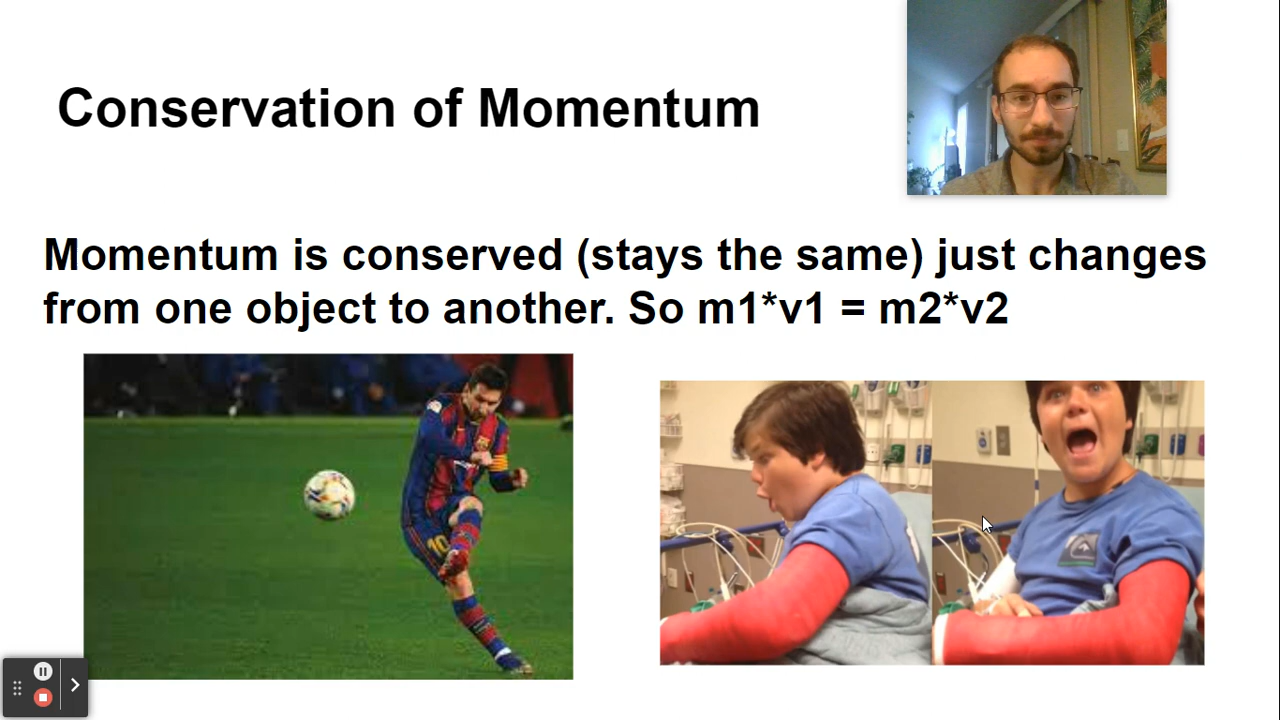 Conservation of Momentum
Momentum is conserved (stays the same) just changes
from one object to another. So m1*v1 = m2*v2
10